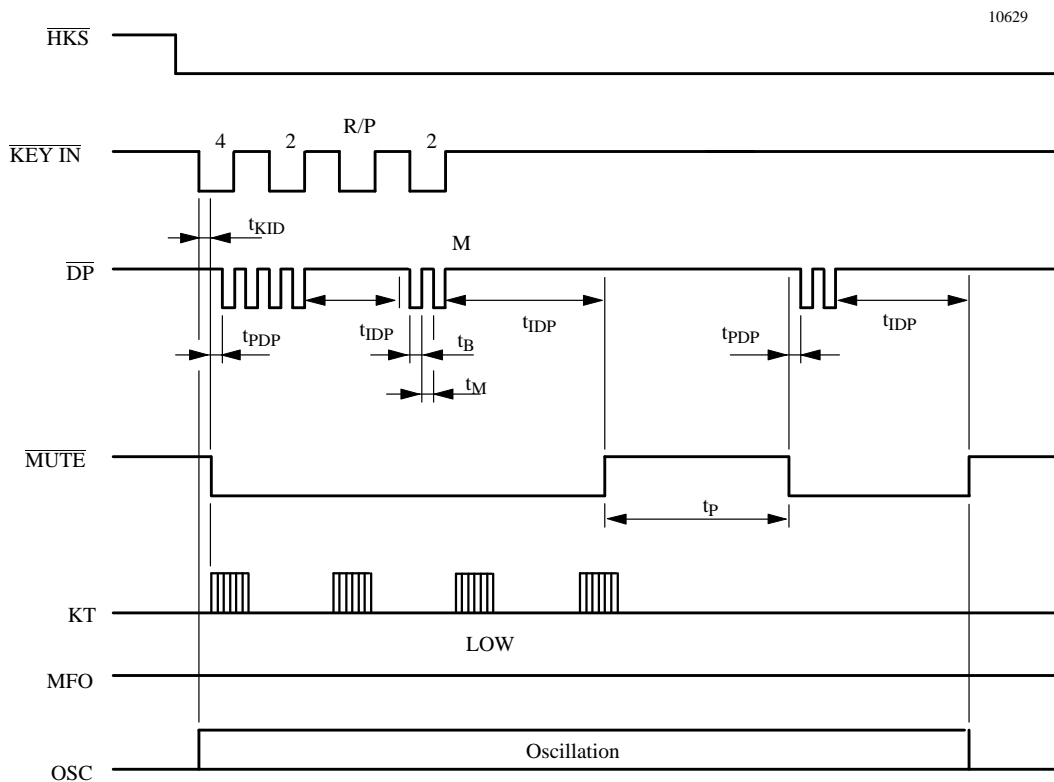 10629
HKS
4 2 R/P 2
KEY IN
tKID
M
DP
tPDP tIDP tB tIDP tPDP tIDP
tM
MUTE
tP
KT
LOW
MFO
Oscillation
OSC